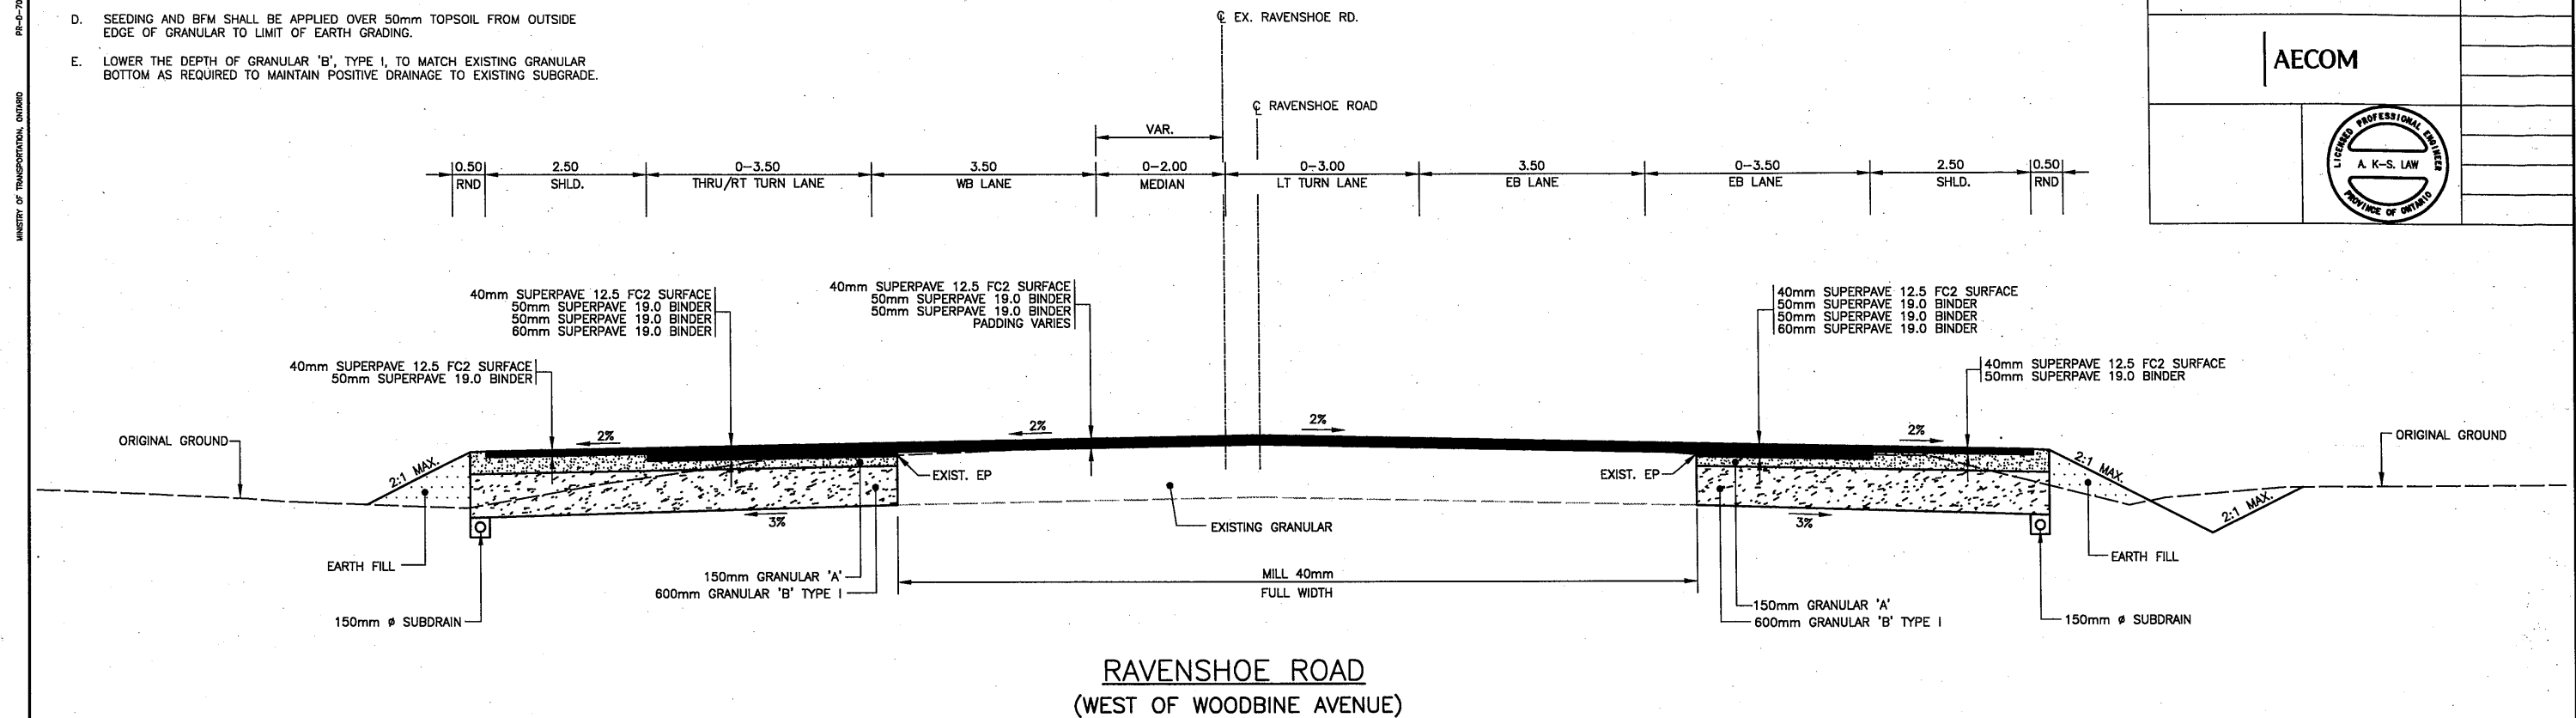 PR-D-70
MINISTRY OF TRANSPORTATION, ONTARIO
D. SEEDING AND BFM SHALL BE APPLIED OVER 50mm TOPSOIL FROM OUTSIDE
EDGE OF GRANULAR TO LIMIT OF EARTH GRADING.
E. LOWER THE DEPTH OF GRANULAR 'B', TYPE I, TO MATCH EXISTING GRANULAR
BOTTOM AS REQUIRED TO MAINTAIN POSITIVE DRAINAGE TO EXISTING SUBGRADE.
℄ EX. RAVENSHOE RD.
℄ RAVENSHOE ROAD
AECOM
LICENSED PROFESSIONAL ENGINEER
A. K-S. LAW
PROVINCE OF ONTARIO
VAR.
0.50 2.50 0-3.50 3.50 0-2.00 0-3.00 3.50 0-3.50 2.50 0.50
RND SHLD. THRU/RT TURN LANE WB LANE MEDIAN LT TURN LANE EB LANE EB LANE SHLD. RND
40mm SUPERPAVE 12.5 FC2 SURFACE
50mm SUPERPAVE 19.0 BINDER
40mm SUPERPAVE 12.5 FC2 SURFACE
50mm SUPERPAVE 19.0 BINDER
50mm SUPERPAVE 19.0 BINDER
60mm SUPERPAVE 19.0 BINDER
40mm SUPERPAVE 12.5 FC2 SURFACE
50mm SUPERPAVE 19.0 BINDER
50mm SUPERPAVE 19.0 BINDER
PADDING VARIES
40mm SUPERPAVE 12.5 FC2 SURFACE
50mm SUPERPAVE 19.0 BINDER
50mm SUPERPAVE 19.0 BINDER
60mm SUPERPAVE 19.0 BINDER
40mm SUPERPAVE 12.5 FC2 SURFACE
50mm SUPERPAVE 19.0 BINDER
ORIGINAL GROUND
2:1 MAX.
2%
2%
2%
2%
2:1 MAX.
2:1 MAX.
ORIGINAL GROUND
EXIST. EP
EXIST. EP
3%
3%
EXISTING GRANULAR
EARTH FILL
EARTH FILL
150mm GRANULAR 'A'
600mm GRANULAR 'B' TYPE I
MILL 40mm
FULL WIDTH
150mm GRANULAR 'A'
600mm GRANULAR 'B' TYPE I
150mm ø SUBDRAIN
150mm ø SUBDRAIN
RAVENSHOE ROAD
(WEST OF WOODBINE AVENUE)